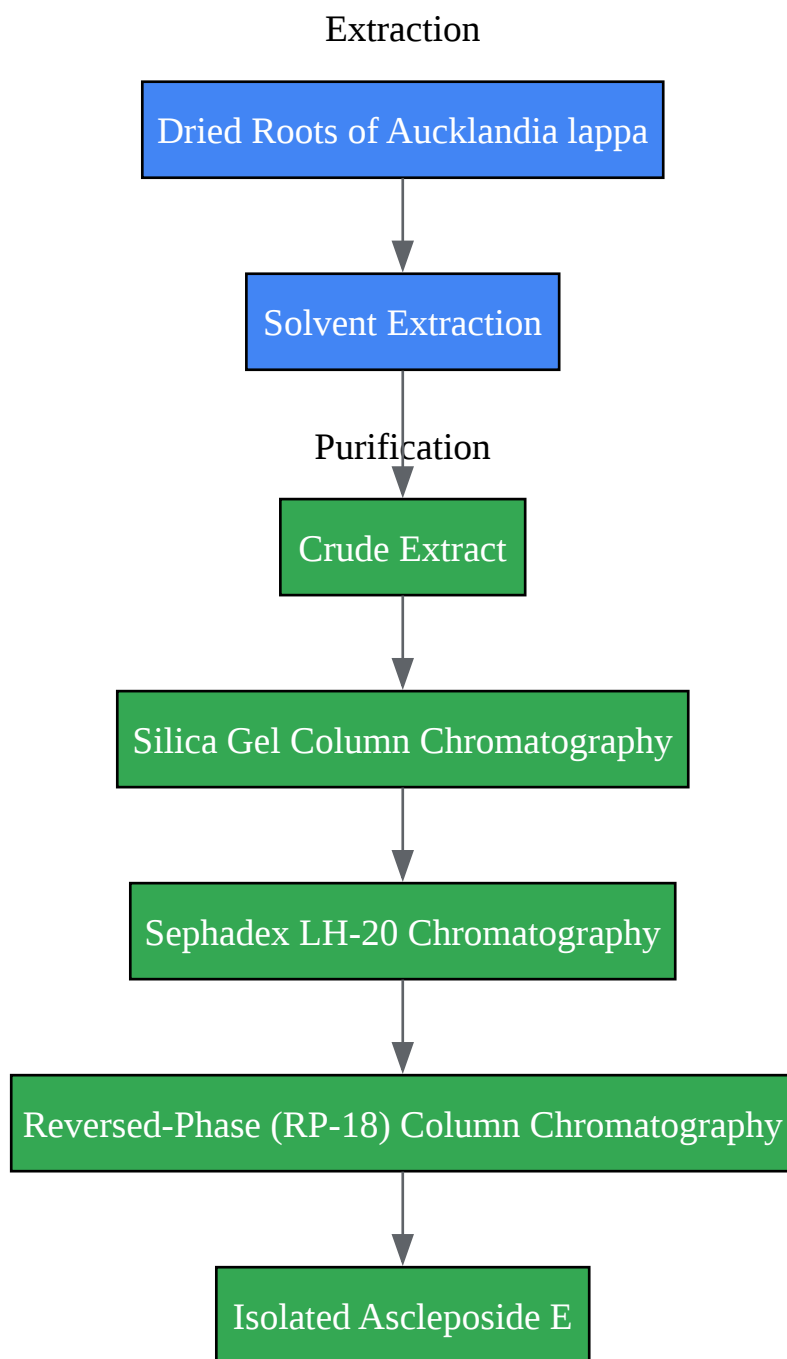 Extraction
Dried Roots of Aucklandia lappa
Solvent Extraction
Purification
Crude Extract
Silica Gel Column Chromatography
Sephadex LH-20 Chromatography
Reversed-Phase (RP-18) Column Chromatography
Isolated Ascleposide E